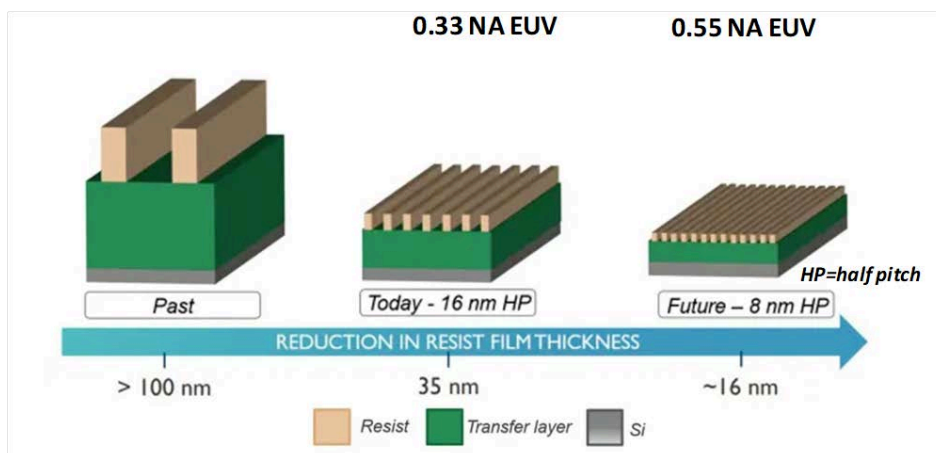 0.33 NA EUV
0.55 NA EUV
HP=half pitch
Past
Today - 16 nm HP
Future – 8 nm HP
REDUCTION IN RESIST FILM THICKNESS
> 100 nm
35 nm
~16 nm
Resist
Transfer layer
Si